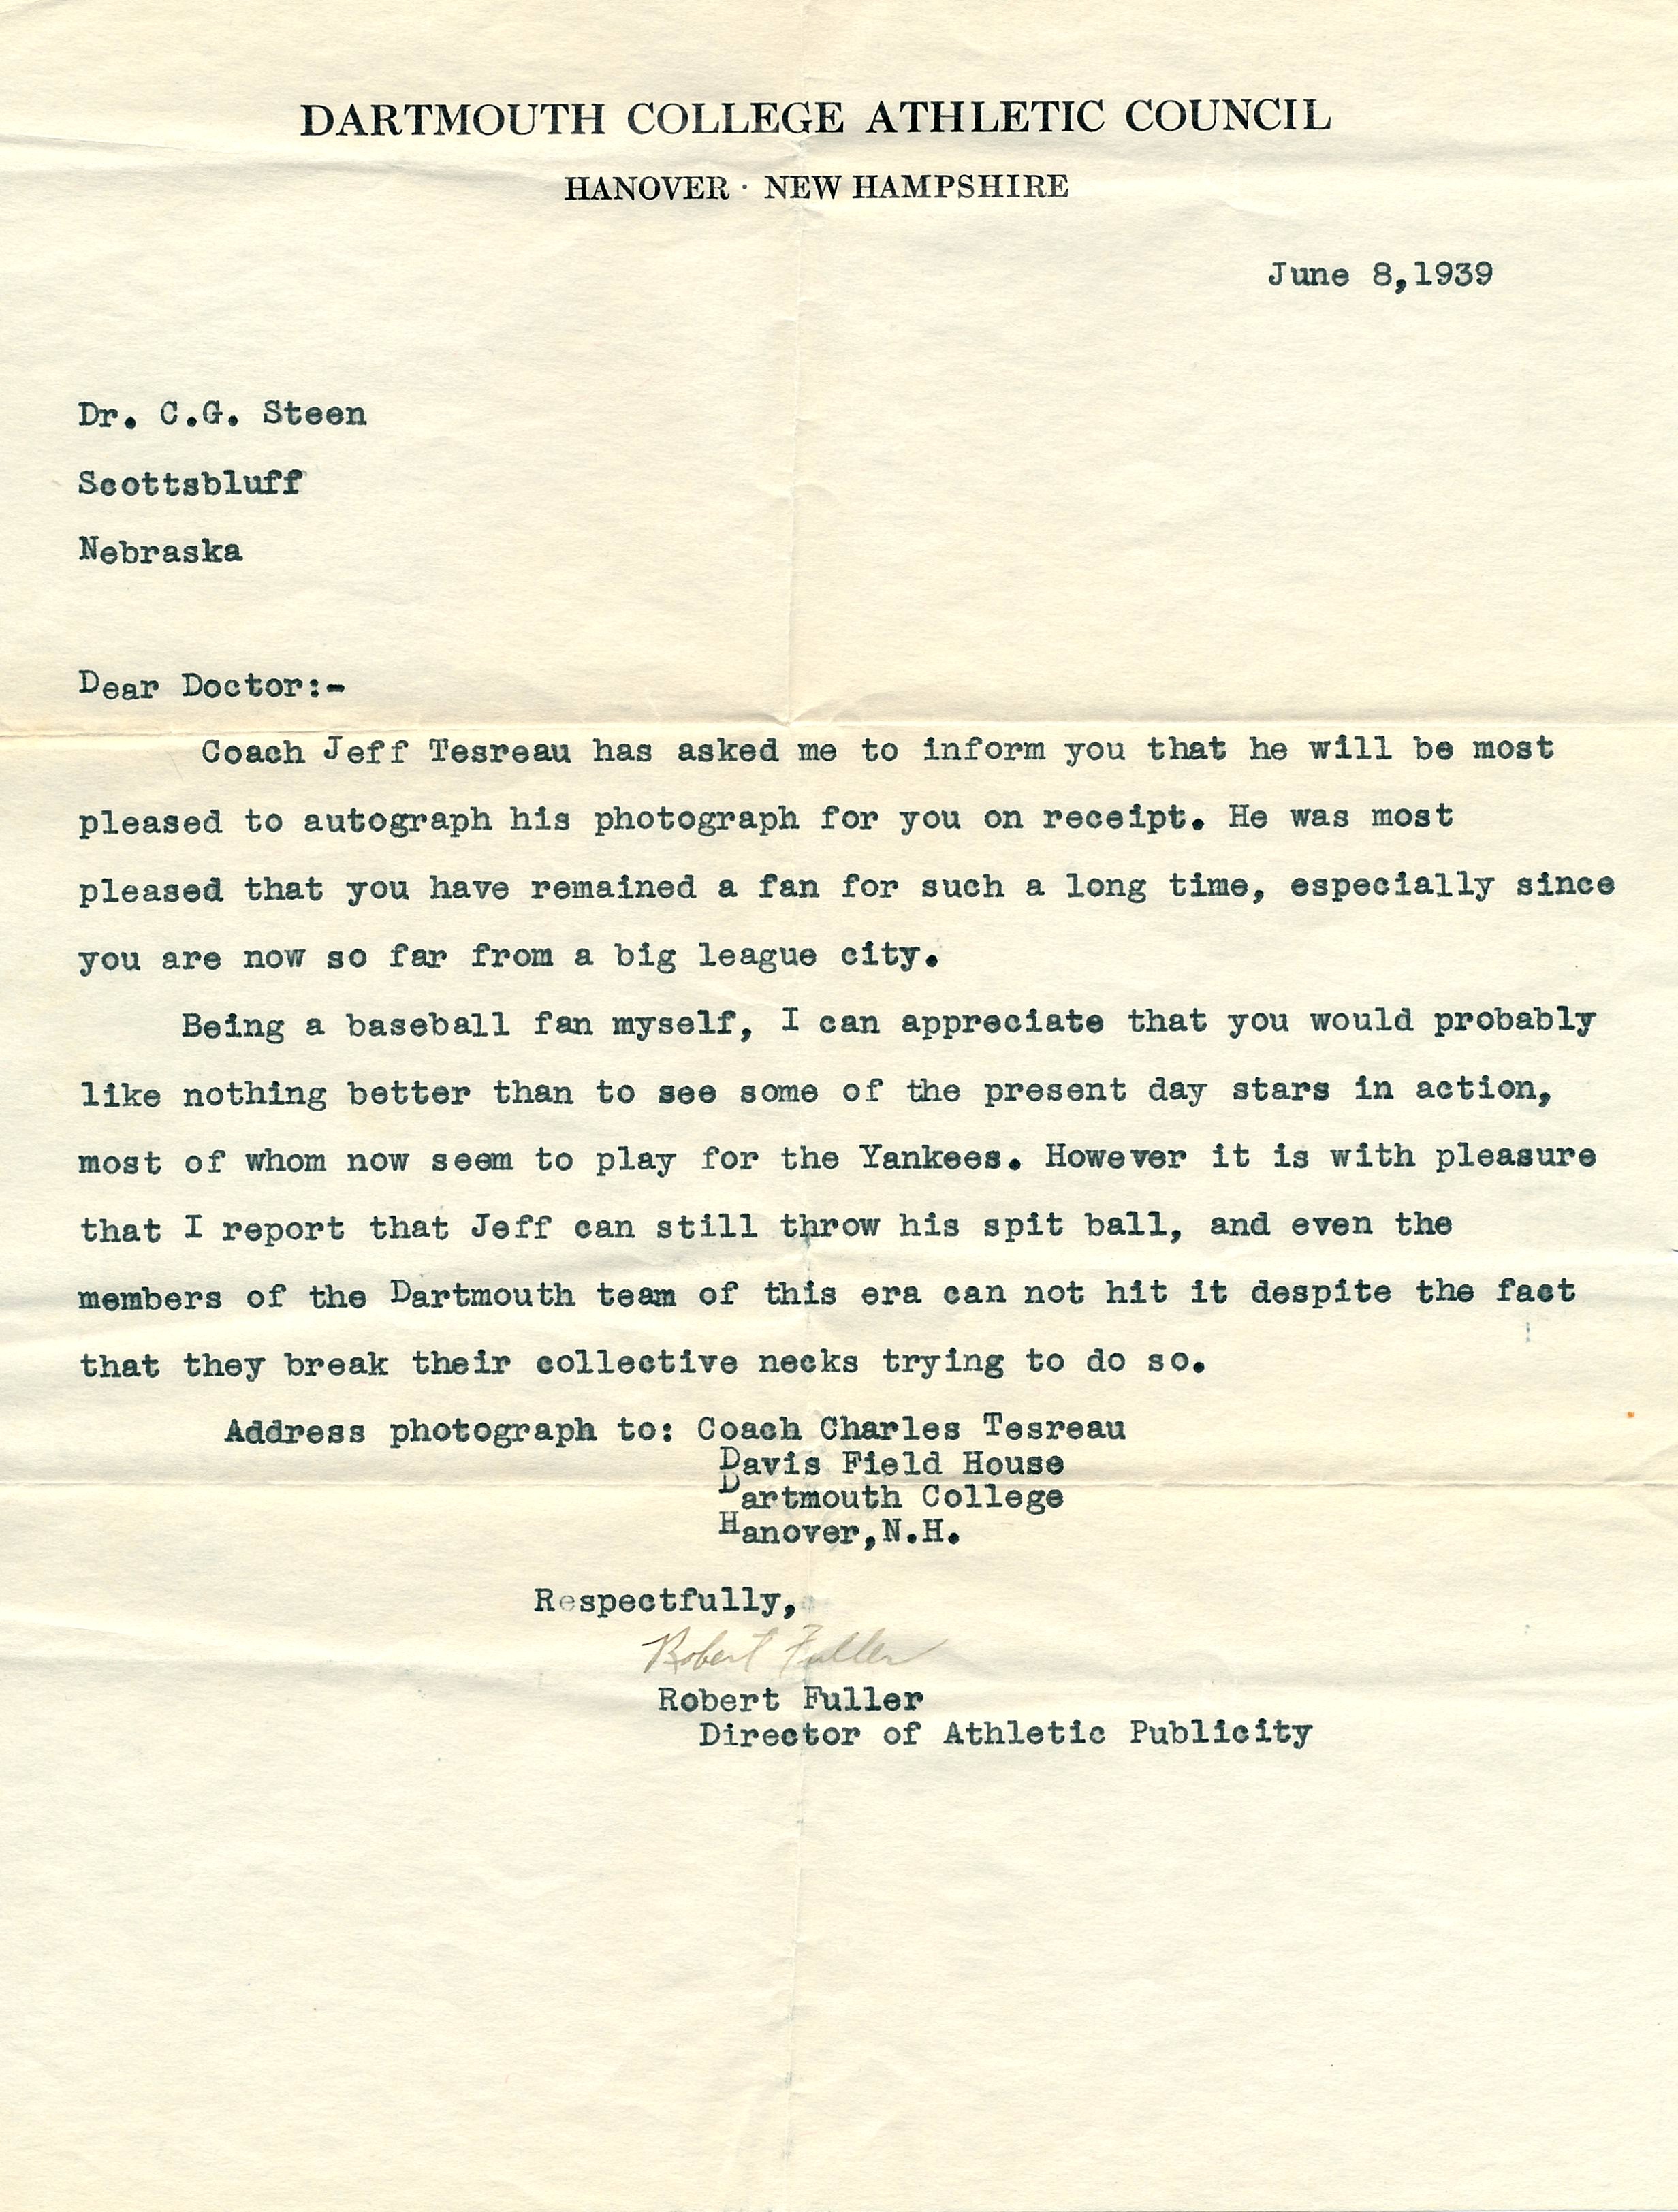 DARTMOUTH COLLEGE ATHLETIC COUNCIL
HANOVER · NEW HAMPSHIRE
June 8,1939
Dr. C.G. Steen
Scottsbluff
Nebraska
Dear Doctor:-
Coach Jeff Tesreau has asked me to inform you that he will be most
pleased to autograph his photograph for you on receipt. He was most
pleased that you have remained a fan for such a long time, especially since
you are now so far from a big league city.
Being a baseball fan myself, I can appreciate that you would probably
like nothing better than to see some of the present day stars in action,
most of whom now seem to play for the Yankees. However it is with pleasure
that I report that Jeff can still throw his spit ball, and even the
members of the Dartmouth team of this era can not hit it despite the fact
that they break their collective necks trying to do so.
Address photograph to: Coach Charles Tesreau
Davis Field House
Dartmouth College
Hanover,N.H.
Respectfully,
Robert Fuller
Robert Fuller
Director of Athletic Publicity